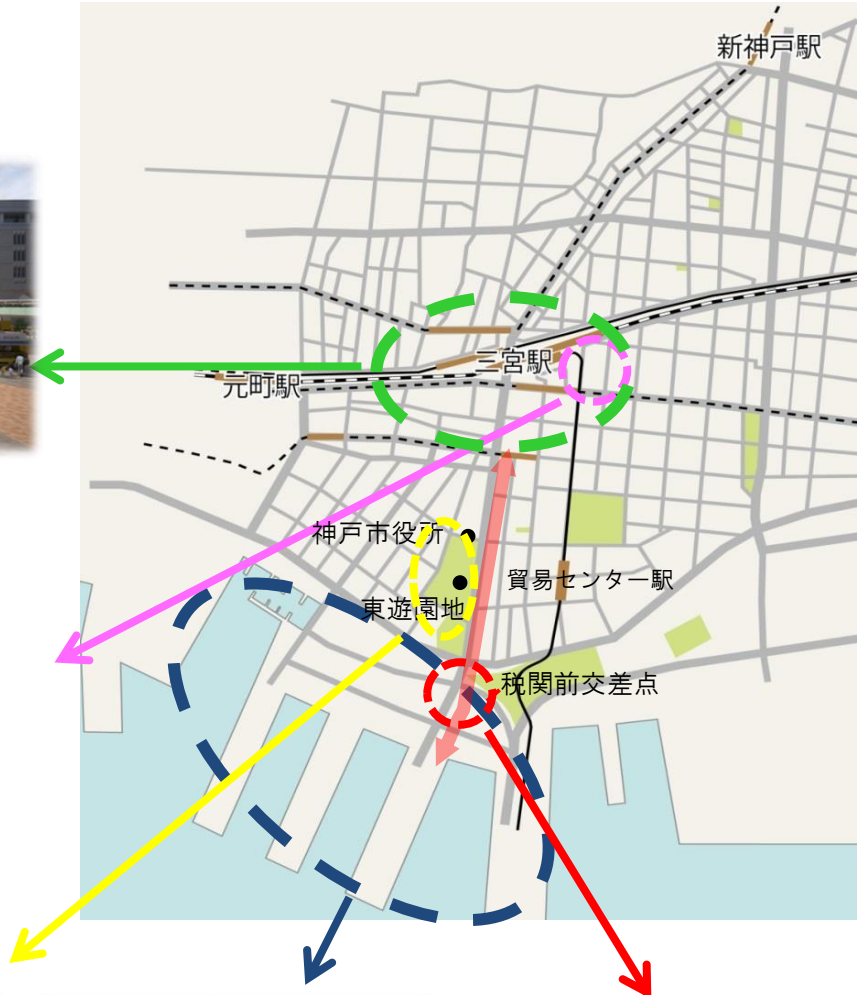 新神戸駅
三宮駅
元町駅
神戸市役所
貿易センター駅
東遊園地
税関前交差点